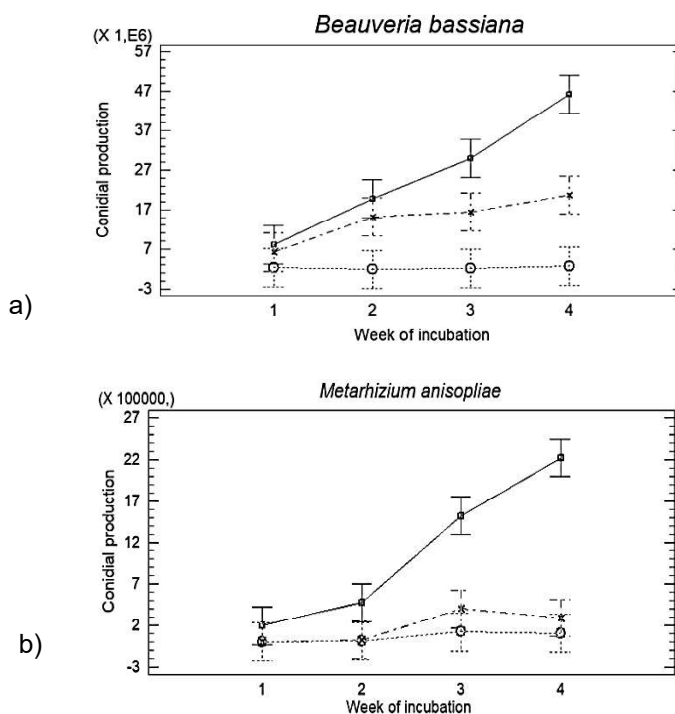 Beauveria bassiana
(X 1,E6)
57
47
37
27
17
7
-3
Conidial production
1 2 3 4
Week of incubation
a)
Metarhizium anisopliae
(X 100000,)
27
22
17
12
7
2
-3
Conidial production
1 2 3 4
Week of incubation
b)